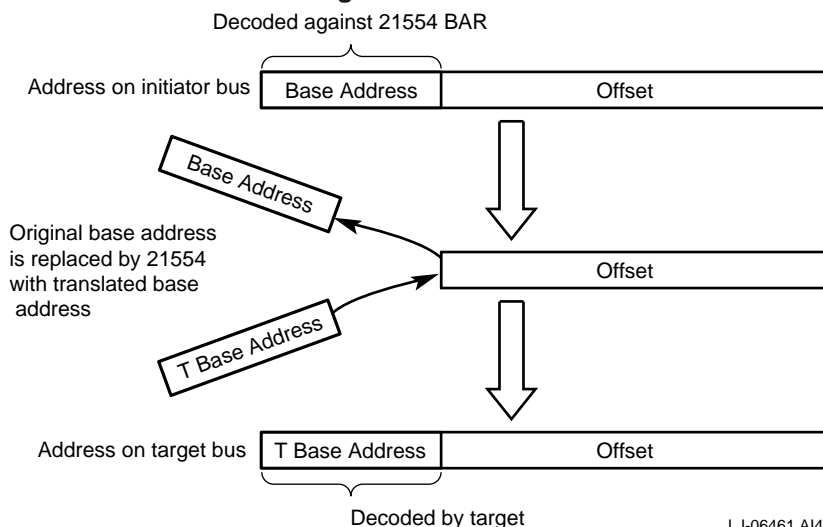 Decoded against 21554 BAR
Address on initiator bus
Base Address
Offset
Base Address
Original base address
is replaced by 21554
with translated base
address
Offset
T Base Address
Address on target bus
T Base Address
Offset
Decoded by target